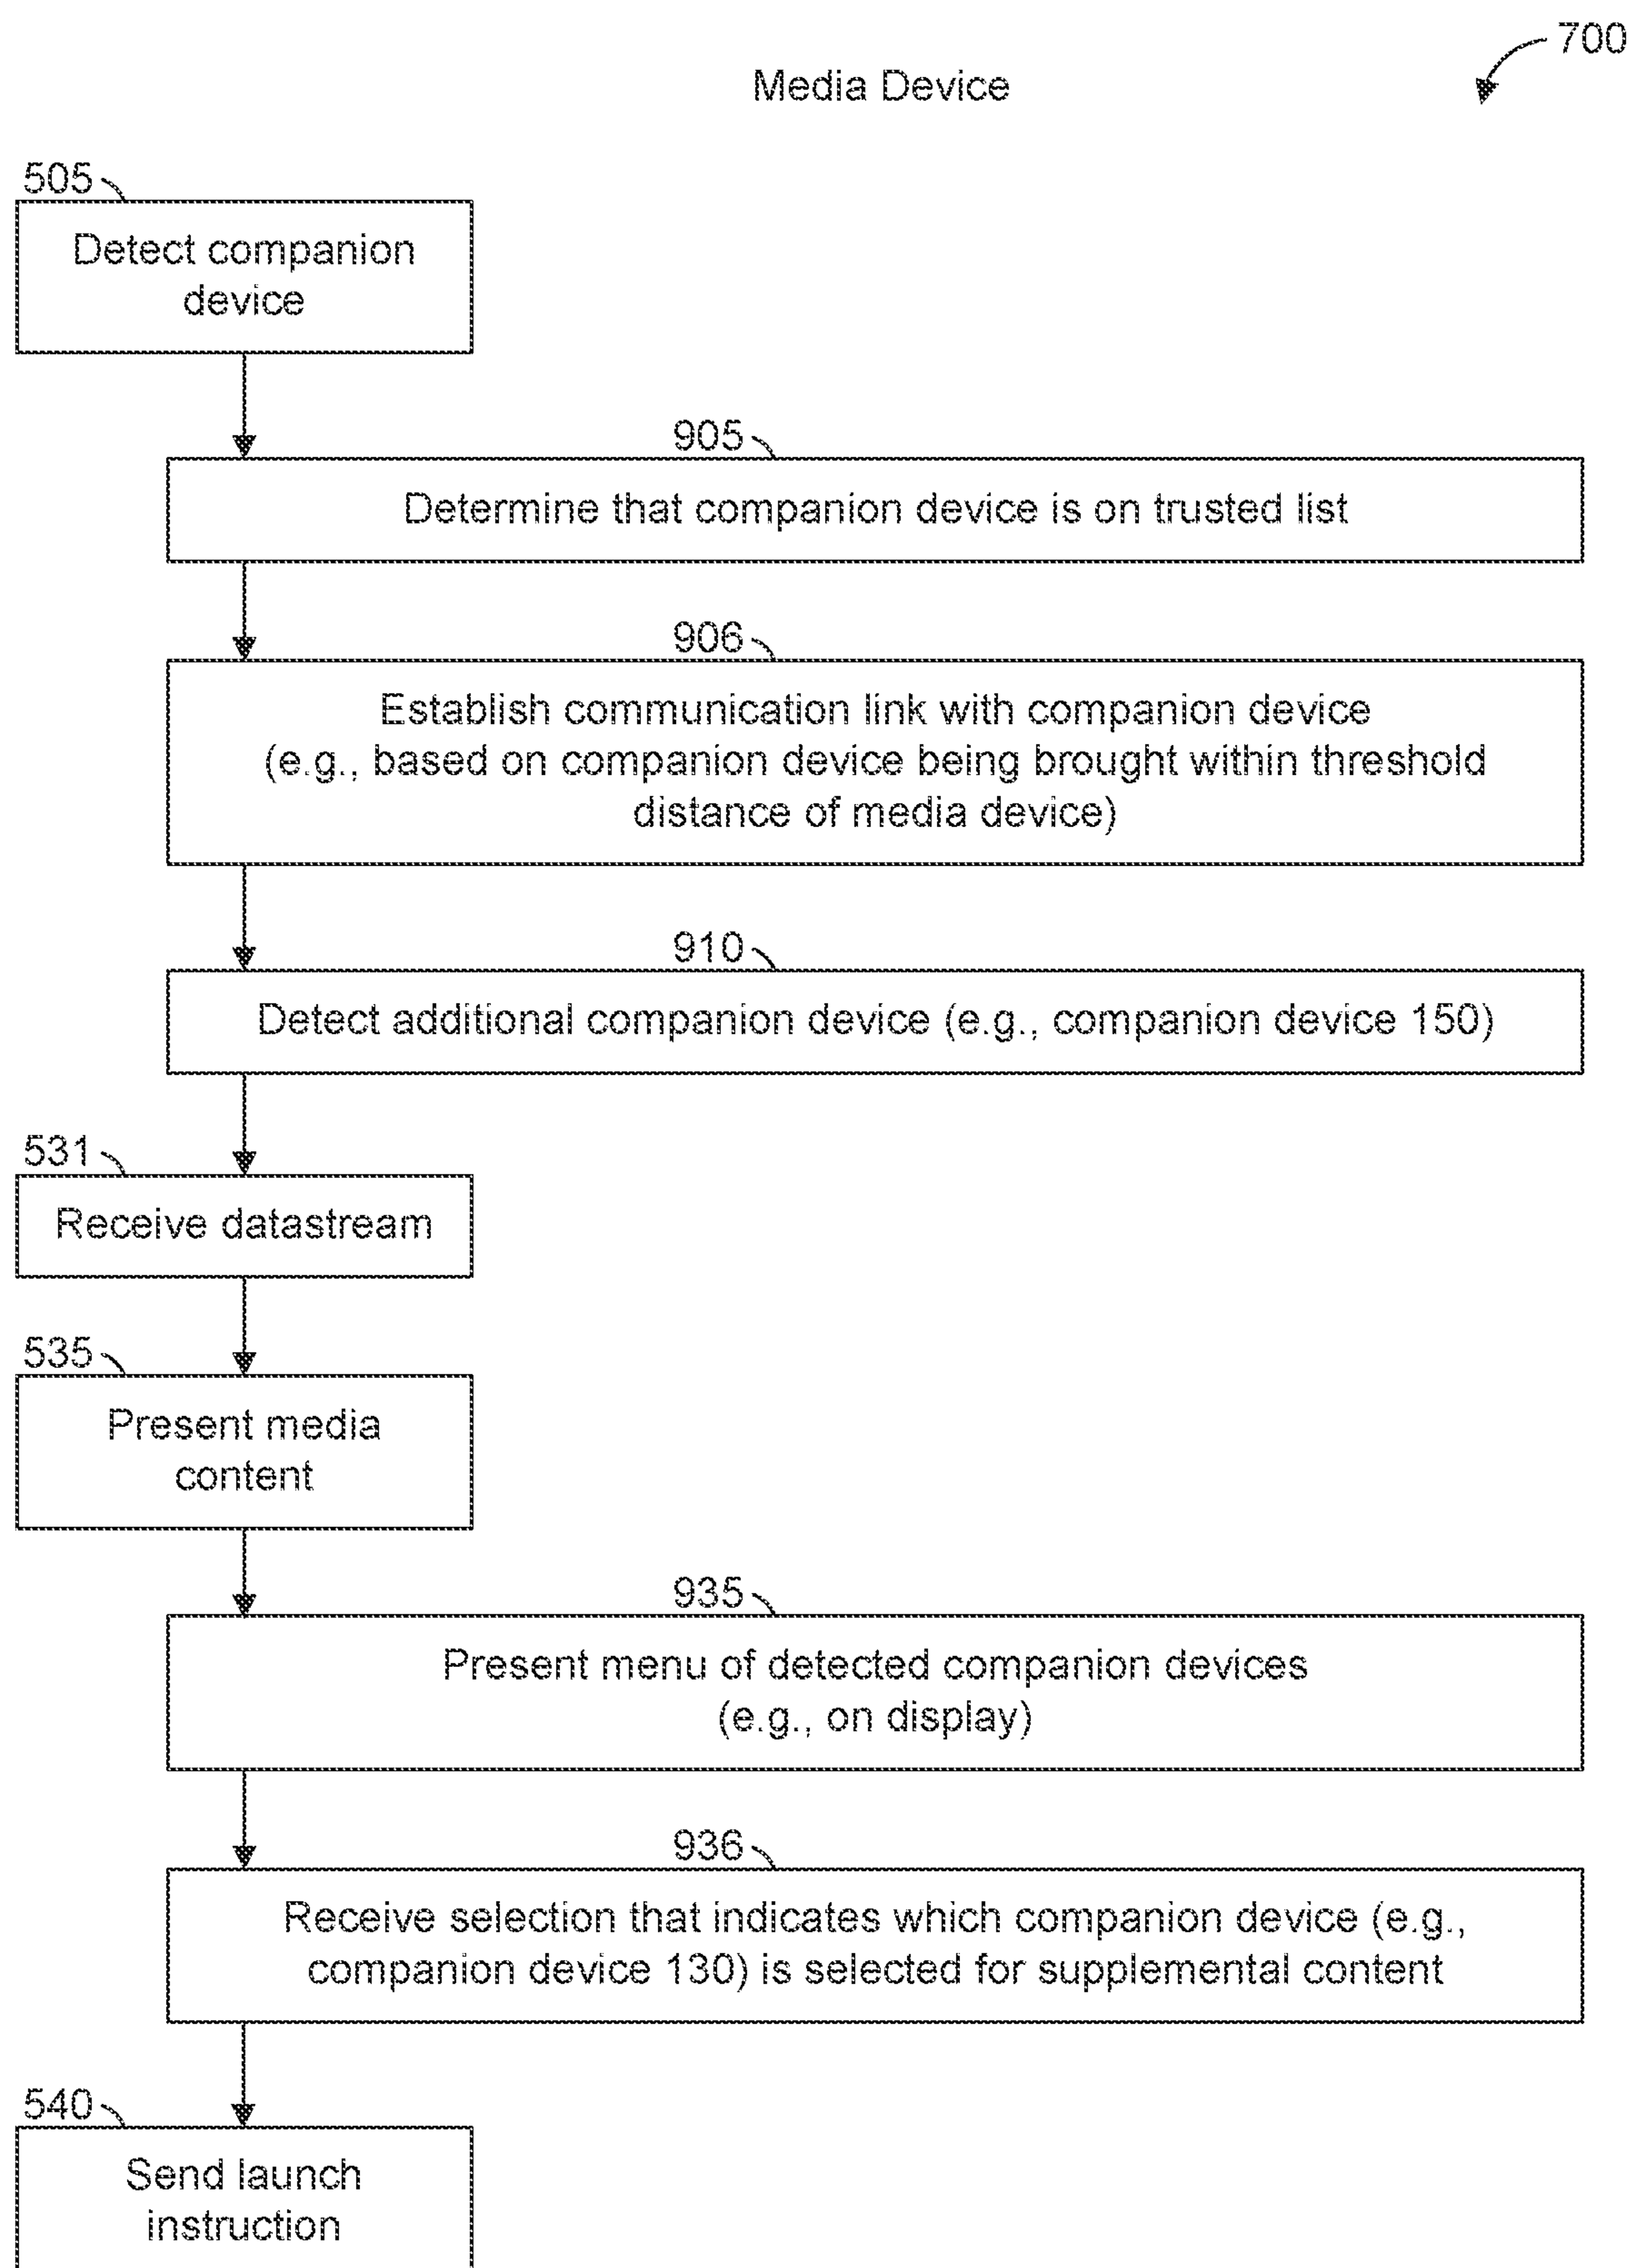 700
Media Device
505
Detect companion
device
905
Determine that companion device is on trusted list
906
Establish communication link with companion device
(e.g., based on companion device being brought within threshold
distance of media device)
910
Detect additional companion device (e.g., companion device 150)
531
Receive datastream
535
Present media
content
935
Present menu of detected companion devices
(e.g., on display)
936
Receive selection that indicates which companion device (e.g.,
companion device 130) is selected for supplemental content
540
Send launch
instruction